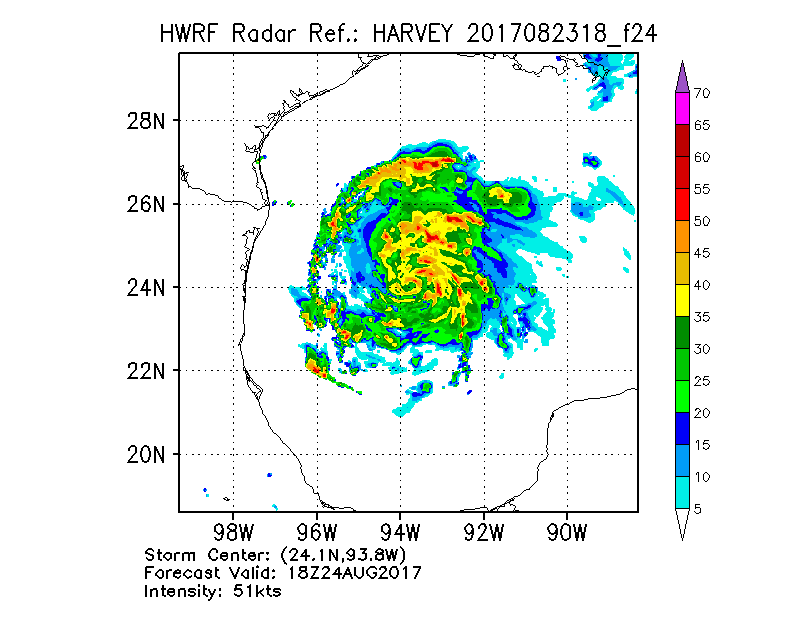 HWRF Radar Ref.: HARVEY 2017082318_f24
70
65
60
55
50
45
40
35
30
25
20
15
10
5
28N
26N
24N
22N
20N
98W 96W 94W 92W 90W
Storm Center: (24.1N,93.8W)
Forecast Valid: 18Z24AUG2017
Intensity: 51kts